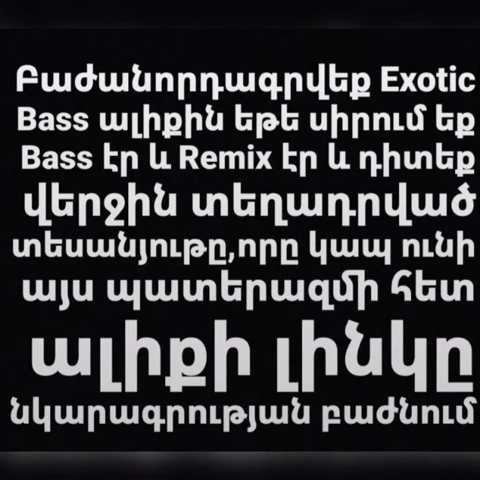 Բաժանորդագրվեք Exotic
Bass ալիքին եթե սիրում եք
Bass էր և Remix էր և դիտեք
վերջին տեղադրված
տեսանյութը,որը կապ ունի
այս պատերազմի հետ
ալիքի լինկը
նկարագրության բաժնում